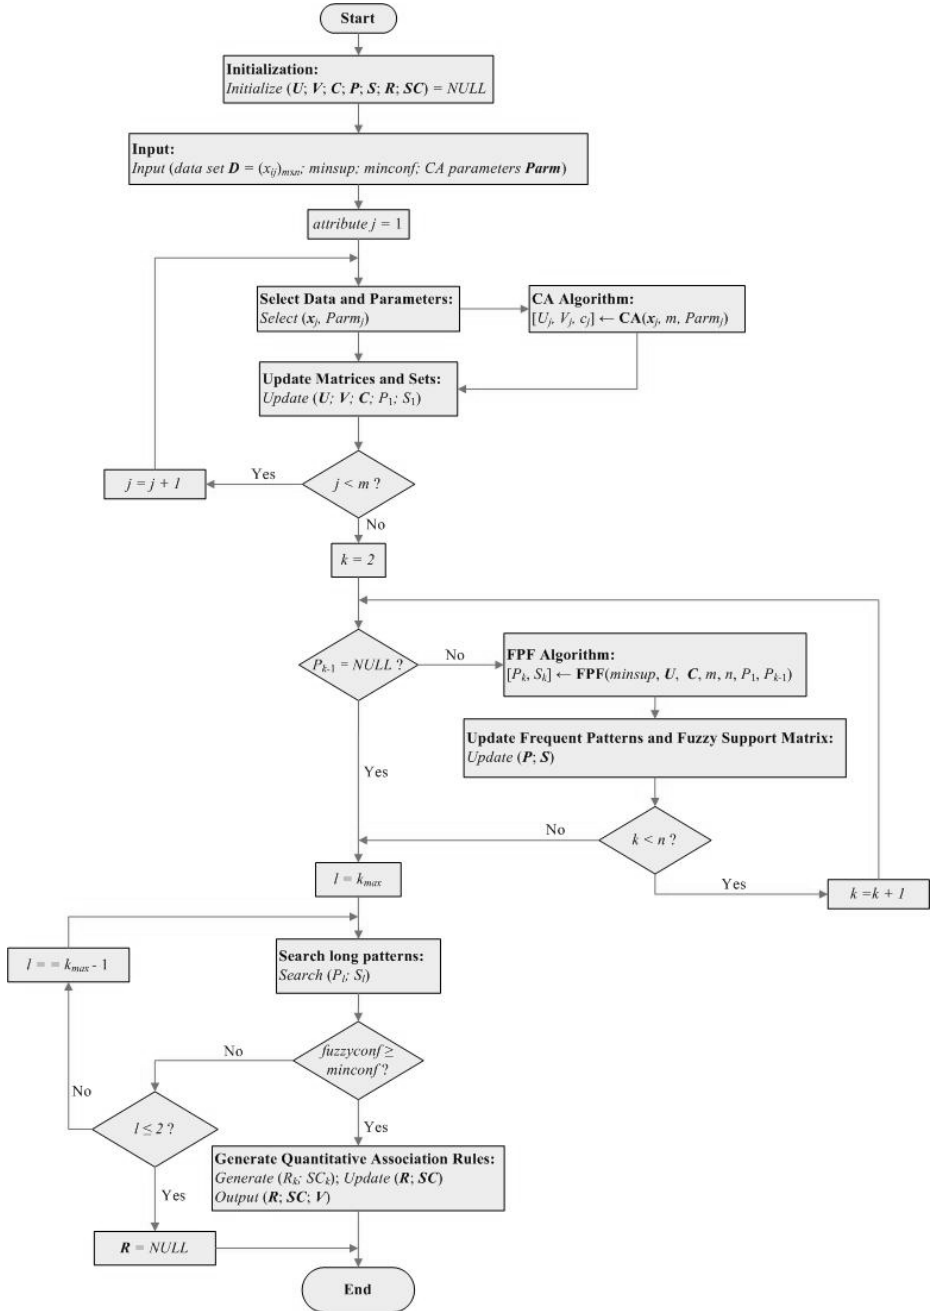 Start
Initialization:
Initialize (U; V; C; P; S; R; SC) = NULL
Input:
Input (data set D = (xij)mxn; minsup; minconf; CA parameters Parm)
attribute j = 1
Select Data and Parameters:
Select (xj, Parmj)
CA Algorithm:
[Uj, Vj, cj] ← CA(xj, m, Parmj)
Update Matrices and Sets:
Update (U; V; C; P1; S1)
j = j + 1
Yes
j < m ?
No
k = 2
Pk-1 = NULL ?
No
FPF Algorithm:
[Pk, Sk] ← FPF(minsup, U, C, m, n, P1, Pk-1)
Update Frequent Patterns and Fuzzy Support Matrix:
Update (P; S)
Yes
No
k < n ?
Yes
k =k + 1
l = kmax
l = = kmax - 1
Search long patterns:
Search (Pl; Sl)
No
fuzzyconf ≥
minconf ?
No
l ≤ 2 ?
Yes
Generate Quantitative Association Rules:
Generate (Rk; SCk); Update (R; SC)
Output (R; SC; V)
Yes
R = NULL
End